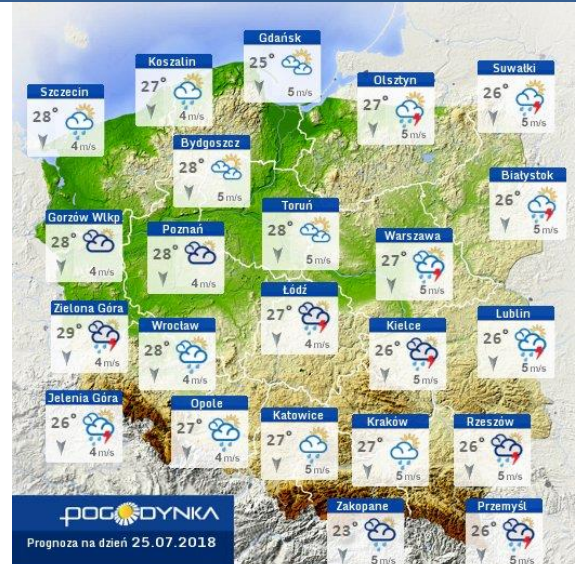 Gdańsk
25°
5 m/s
Koszalin
27°
4 m/s
Suwałki
26°
5 m/s
Olsztyn
27°
5 m/s
Szczecin
28°
4 m/s
Bydgoszcz
28°
5 m/s
Białystok
26°
5 m/s
Toruń
28°
5 m/s
Gorzów Wlkp
28°
4 m/s
Poznań
28°
4 m/s
Warszawa
27°
5 m/s
Łódź
27°
4 m/s
Zielona Góra
29°
4 m/s
Lublin
26°
5 m/s
Wrocław
28°
4 m/s
Kielce
26°
5 m/s
Jelenia Góra
26°
4 m/s
Opole
27°
4 m/s
Katowice
27°
5 m/s
Kraków
27°
5 m/s
Rzeszów
26°
5 m/s
Zakopane
23°
5 m/s
Przemyśl
26°
5 m/s
POGODYNKA
Prognoza na dzień 25.07.2018